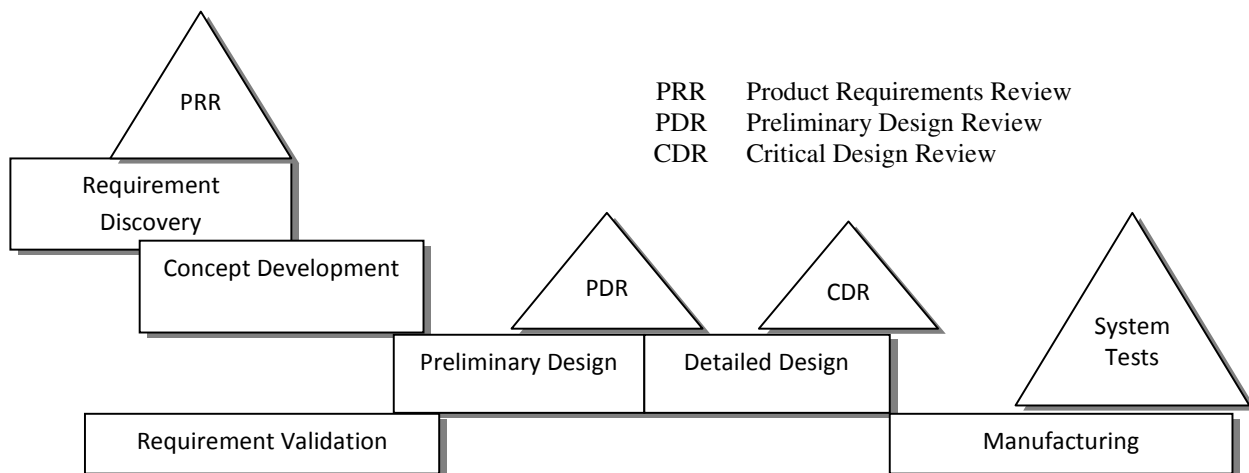 PRR
PRR Product Requirements Review
PDR Preliminary Design Review
CDR Critical Design Review
Requirement
Discovery
Concept Development
PDR
CDR
System
Tests
Preliminary Design
Detailed Design
Requirement Validation
Manufacturing